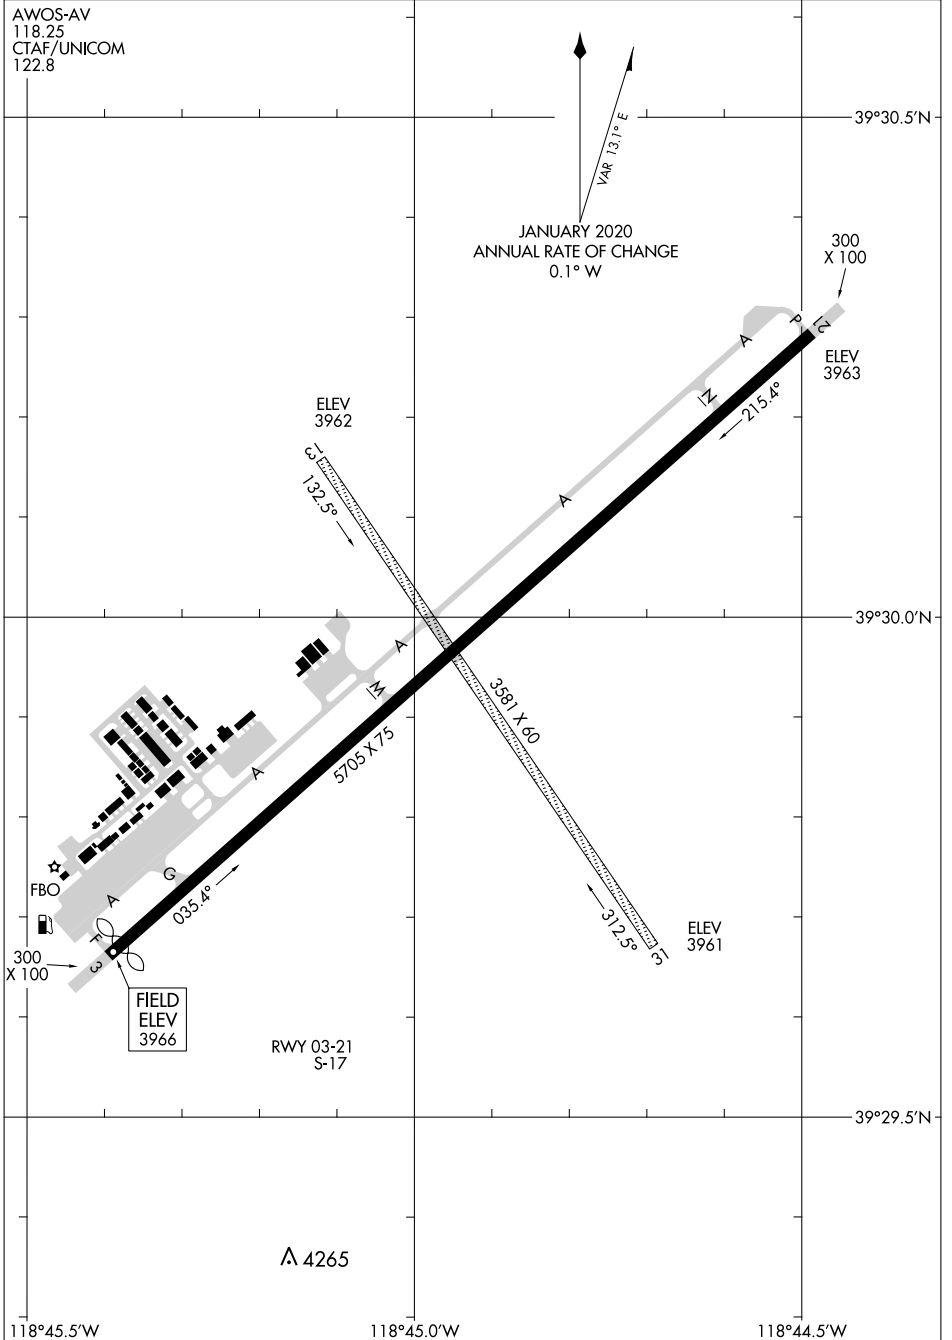 AWOS-AV
118.25
CTAF/UNICOM
122.8
39°30.5'N
VAR 13.1° E
JANUARY 2020
ANNUAL RATE OF CHANGE
0.1° W
300
X 100
P
21
A
ELEV
3963
N
215.4°
ELEV
3962
13
132.5°
A
39°30.0'N
A
M
3581 X 60
5705 X 75
A
G
035.4°
FBO
A
F
3
300
X 100
312.5°
31
ELEV
3961
FIELD
ELEV
3966
RWY 03-21
S-17
39°29.5'N
4265
118°45.5'W
118°45.0'W
118°44.5'W